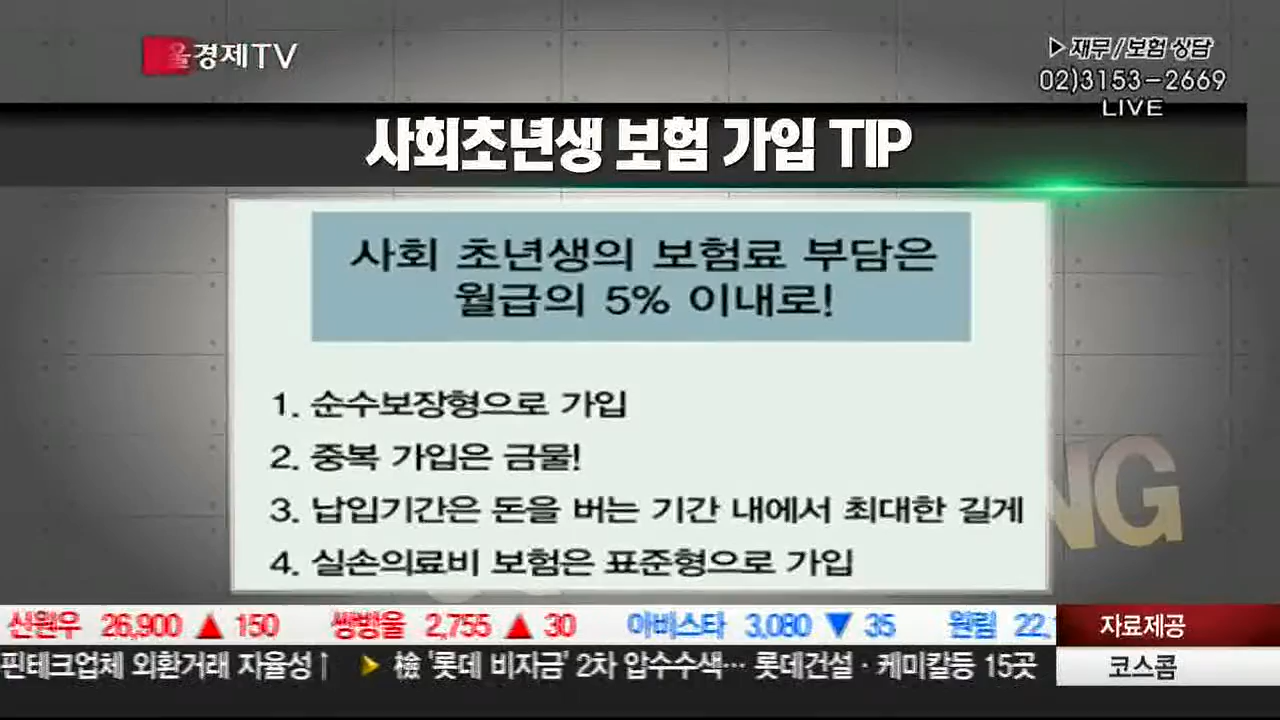 울경제TV
▶재무/보험 상담
02)3153-2669
LIVE
사회초년생 보험 가입 TIP
사회 초년생의 보험료 부담은
월급의 5% 이내로!
1. 순수보장형으로 가입
2. 중복 가입은 금물!
3. 납입기간은 돈을 버는 기간 내에서 최대한 길게
4. 실손의료비 보험은 표준형으로 가입
NG
신원우 26,900 ▲ 150 쌍방울 2,755 ▲ 30 아비스타 3,080 ▼ 35 원림 22,1
자료제공
핀테크업체 외환거래 자율성↑ ▶ 檢 '롯데 비자금' 2차 압수수색… 롯데건설·케미칼등 15곳
코스콤